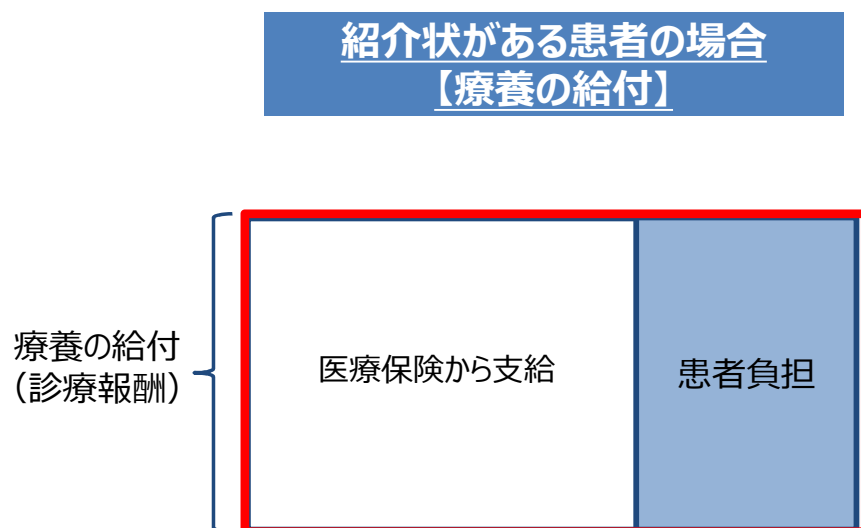 紹介状がある患者の場合
【療養の給付】
療養の給付
（診療報酬）
医療保険から支給
患者負担